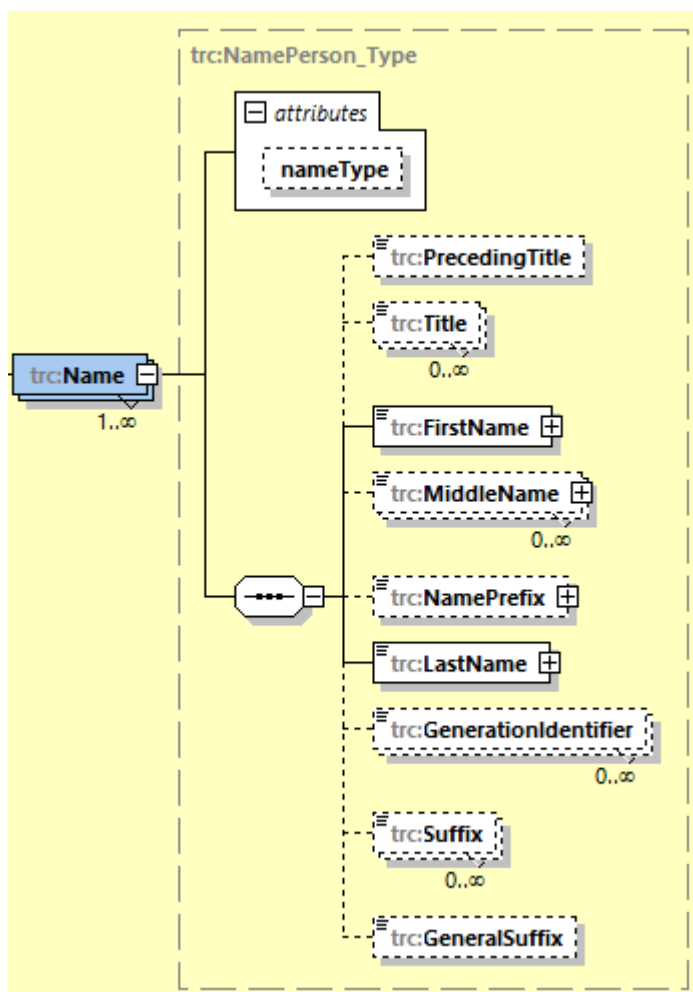 trc:NamePerson_Type
attributes
nameType
trc:PrecedingTitle
trc:Title
0..∞
trc:Name
1..∞
trc:FirstName
trc:MiddleName
0..∞
trc:NamePrefix
trc:LastName
trc:GenerationIdentifier
0..∞
trc:Suffix
0..∞
trc:GeneralSuffix